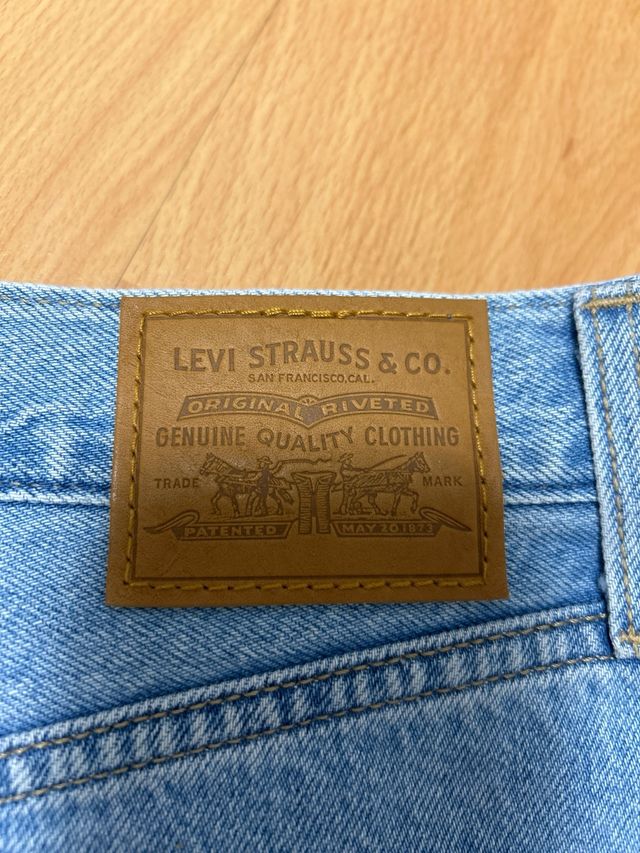 LEVI STRAUSS & CO.
SAN FRANCISCO, CAL.
ORIGINAL RIVETED
GENUINE QUALITY CLOTHING
TRADE MARK
PATENTED MAY 20 1873